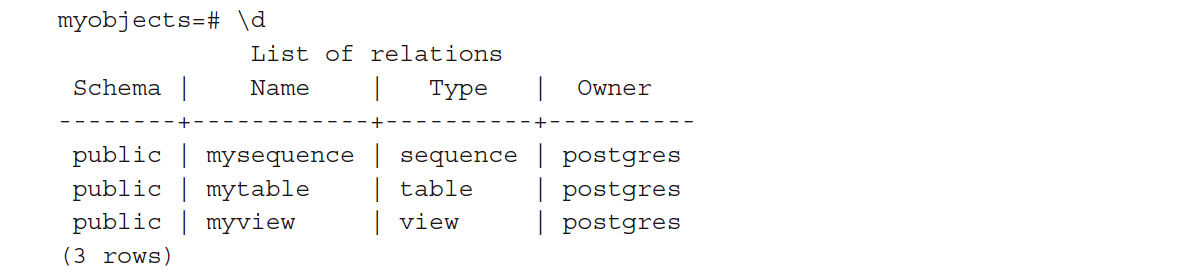 myobjects=# \d
            List of relations
 Schema |    Name    |   Type   |  Owner
--------+------------+----------+----------
 public | mysequence | sequence | postgres
 public | mytable    | table    | postgres
 public | myview     | view     | postgres
(3 rows)